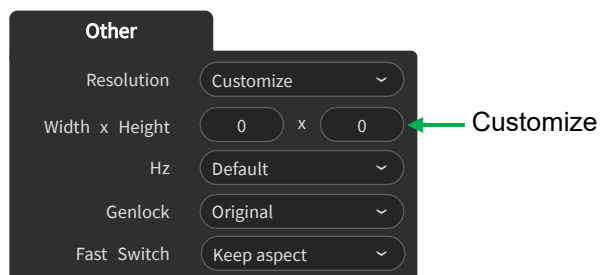 Other
Resolution Customize
Width x Height 0 x 0 Customize
Hz Default
Genlock Original
Fast Switch Keep aspect